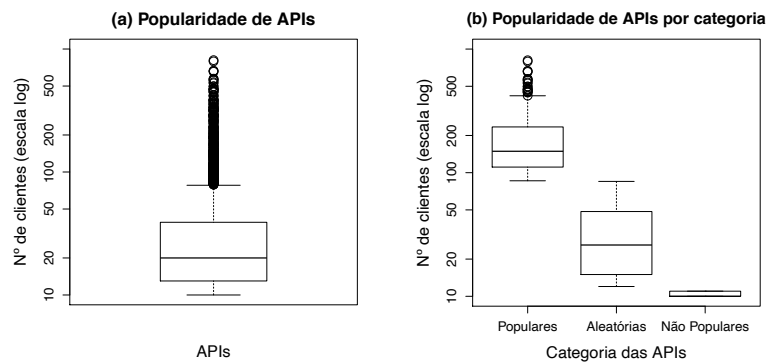 (a) Popularidade de APIs
Nº de clientes (escala log)
500
200
100
50
20
10
APIs
(b) Popularidade de APIs por categoria
Nº de clientes (escala log)
500
200
100
50
20
10
Populares Aleatórias Não Populares
Categoria das APIs